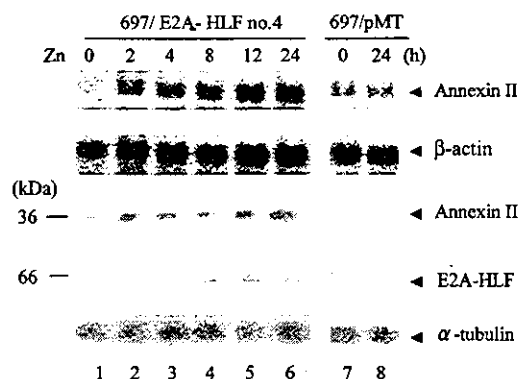 697/ E2A- HLF no.4 697/pMT
Zn 0 2 4 8 12 24 0 24 (h)
Annexin II
β-actin
(kDa)
36 Annexin II
66 E2A-HLF
α-tubulin
1 2 3 4 5 6 7 8